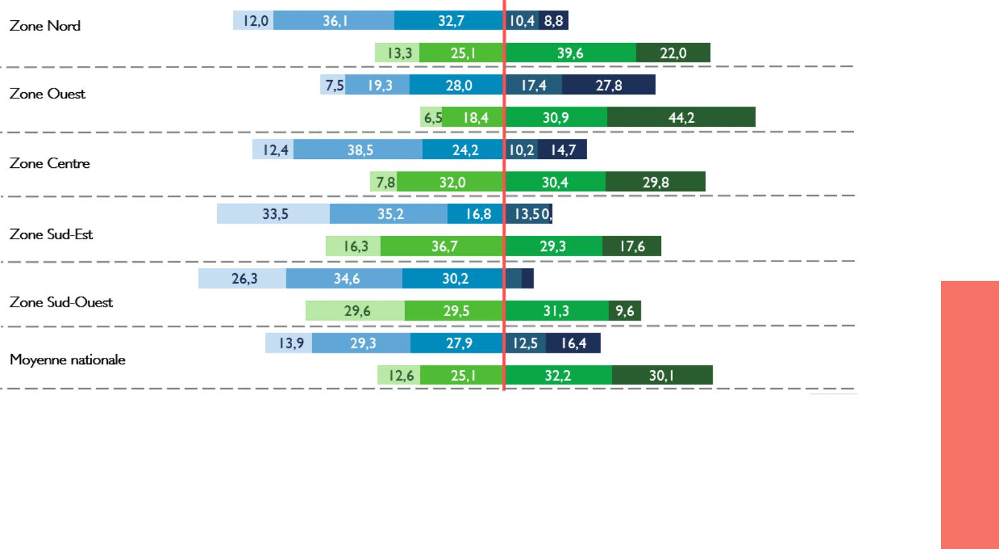 12,0 36,1 32,7 10,4 8,8
Zone Nord
13,3 25,1 39,6 22,0
7,5 19,3 28,0 17,4 27,8
Zone Ouest
6,5 18,4 30,9 44,2
12,4 38,5 24,2 10,2 14,7
Zone Centre
7,8 32,0 30,4 29,8
33,5 35,2 16,8 13,5 0,
Zone Sud-Est
16,3 36,7 29,3 17,6
26,3 34,6 30,2
Zone Sud-Ouest
29,6 29,5 31,3 9,6
13,9 29,3 27,9 12,5 16,4
Moyenne nationale
12,6 25,1 32,2 30,1